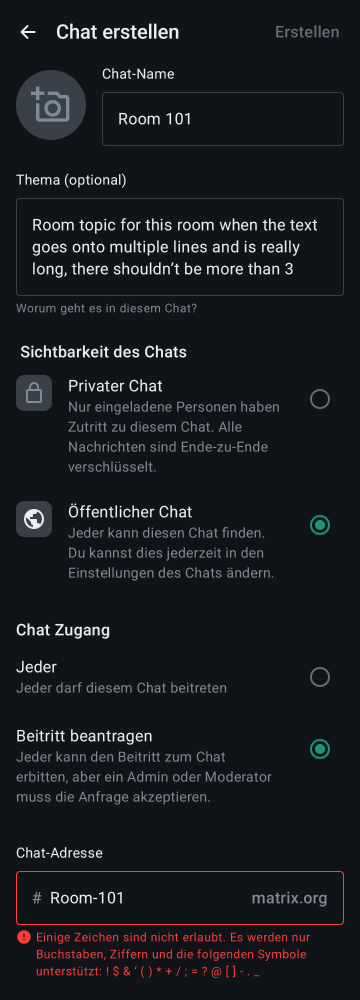 Chat erstellen
Erstellen
Chat-Name
Room 101
Thema (optional)
Room topic for this room when the text
goes onto multiple lines and is really
long, there shouldn’t be more than 3
Worum geht es in diesem Chat?
Sichtbarkeit des Chats
Privater Chat
Nur eingeladene Personen haben
Zutritt zu diesem Chat. Alle
Nachrichten sind Ende-zu-Ende
verschlüsselt.
Öffentlicher Chat
Jeder kann diesen Chat finden.
Du kannst dies jederzeit in den
Einstellungen des Chats ändern.
Chat Zugang
Jeder
Jeder darf diesem Chat beitreten
Beitritt beantragen
Jeder kann den Beitritt zum Chat
erbitten, aber ein Admin oder Moderator
muss die Anfrage akzeptieren.
Chat-Adresse
# Room-101 matrix.org
Einige Zeichen sind nicht erlaubt. Es werden nur
Buchstaben, Ziffern und die folgenden Symbole
unterstützt: ! $ & ‘ ( ) * + / ; = ? @ [ ] - . _